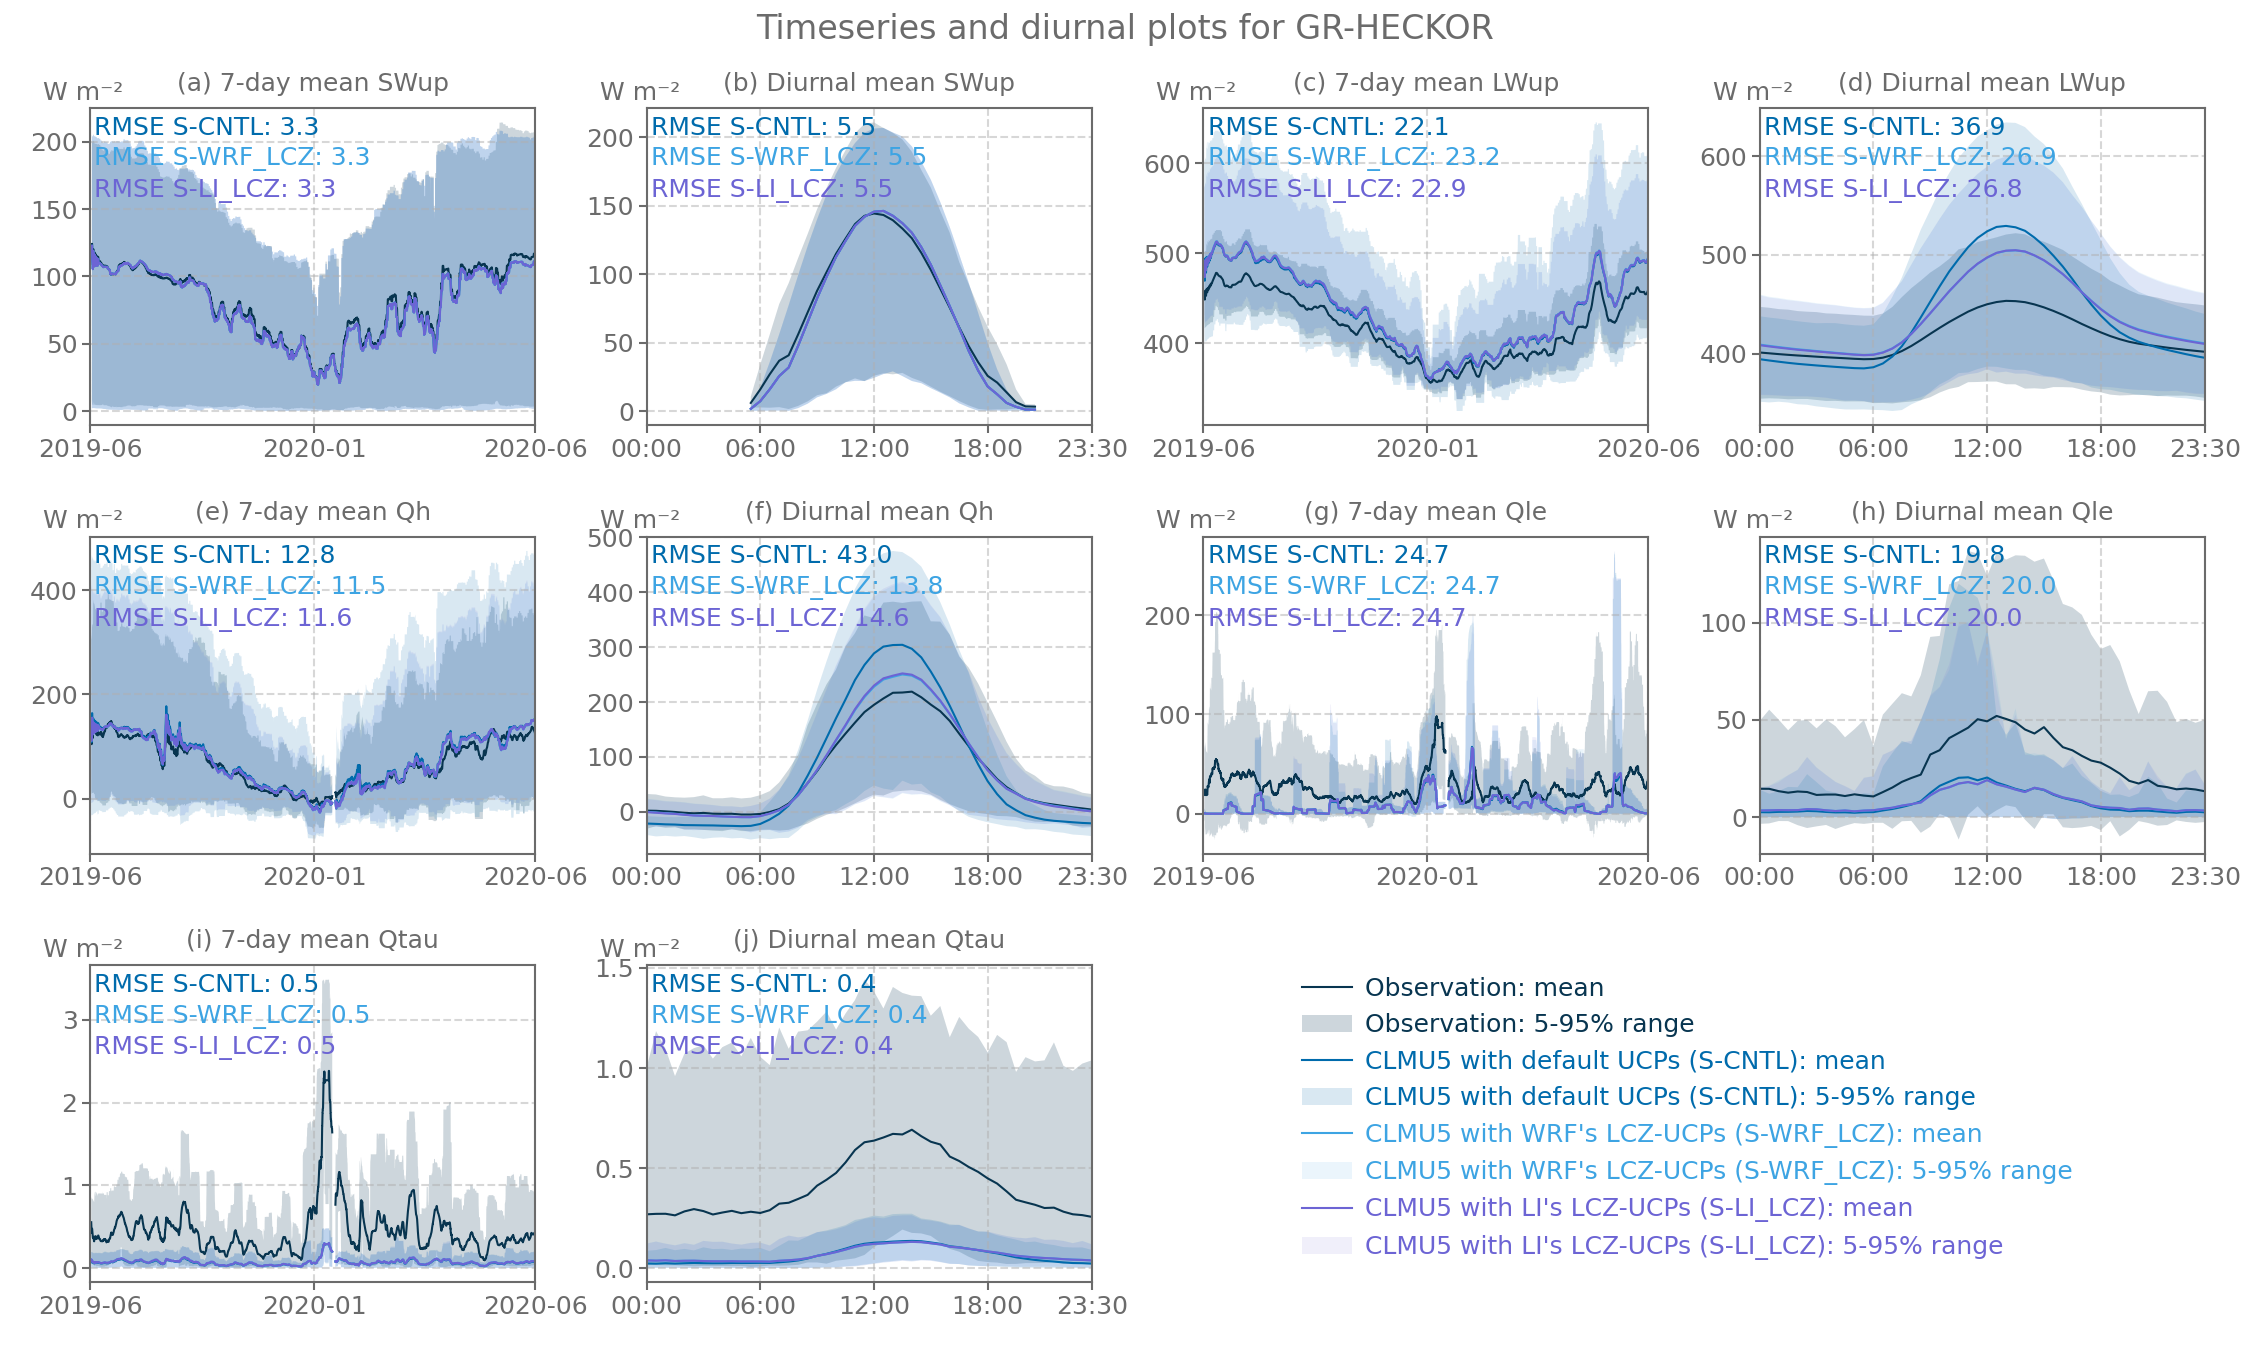 Timeseries and diurnal plots for GR-HECKOR
W m⁻² (a) 7-day mean SWup
RMSE S-CNTL: 3.3
RMSE S-WRF_LCZ: 3.3
RMSE S-LI_LCZ: 3.3
200
150
100
50
0
2019-06 2020-01 2020-06
W m⁻² (b) Diurnal mean SWup
RMSE S-CNTL: 5.5
RMSE S-WRF_LCZ: 5.5
RMSE S-LI_LCZ: 5.5
200
150
100
50
0
00:00 06:00 12:00 18:00 23:30
W m⁻² (c) 7-day mean LWup
RMSE S-CNTL: 22.1
RMSE S-WRF_LCZ: 23.2
RMSE S-LI_LCZ: 22.9
600
500
400
2019-06 2020-01 2020-06
W m⁻² (d) Diurnal mean LWup
RMSE S-CNTL: 36.9
RMSE S-WRF_LCZ: 26.9
RMSE S-LI_LCZ: 26.8
600
500
400
00:00 06:00 12:00 18:00 23:30
W m⁻² (e) 7-day mean Qh
RMSE S-CNTL: 12.8
RMSE S-WRF_LCZ: 11.5
RMSE S-LI_LCZ: 11.6
400
200
0
2019-06 2020-01 2020-06
W m⁻² (f) Diurnal mean Qh
RMSE S-CNTL: 43.0
RMSE S-WRF_LCZ: 13.8
RMSE S-LI_LCZ: 14.6
500
400
300
200
100
0
00:00 06:00 12:00 18:00 23:30
W m⁻² (g) 7-day mean Qle
RMSE S-CNTL: 24.7
RMSE S-WRF_LCZ: 24.7
RMSE S-LI_LCZ: 24.7
200
100
0
2019-06 2020-01 2020-06
W m⁻² (h) Diurnal mean Qle
RMSE S-CNTL: 19.8
RMSE S-WRF_LCZ: 20.0
RMSE S-LI_LCZ: 20.0
100
50
0
00:00 06:00 12:00 18:00 23:30
W m⁻² (i) 7-day mean Qtau
RMSE S-CNTL: 0.5
RMSE S-WRF_LCZ: 0.5
RMSE S-LI_LCZ: 0.5
3
2
1
0
2019-06 2020-01 2020-06
W m⁻² (j) Diurnal mean Qtau
RMSE S-CNTL: 0.4
RMSE S-WRF_LCZ: 0.4
RMSE S-LI_LCZ: 0.4
1.5
1.0
0.5
0.0
00:00 06:00 12:00 18:00 23:30
Observation: mean
Observation: 5-95% range
CLMU5 with default UCPs (S-CNTL): mean
CLMU5 with default UCPs (S-CNTL): 5-95% range
CLMU5 with WRF's LCZ-UCPs (S-WRF_LCZ): mean
CLMU5 with WRF's LCZ-UCPs (S-WRF_LCZ): 5-95% range
CLMU5 with LI's LCZ-UCPs (S-LI_LCZ): mean
CLMU5 with LI's LCZ-UCPs (S-LI_LCZ): 5-95% range